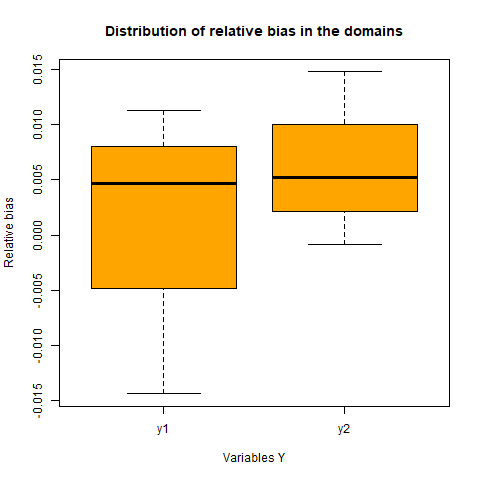 Distribution of relative bias in the domains
Relative bias
0.015
0.010
0.005
0.000
-0.005
-0.010
-0.015
y1
y2
Variables Y